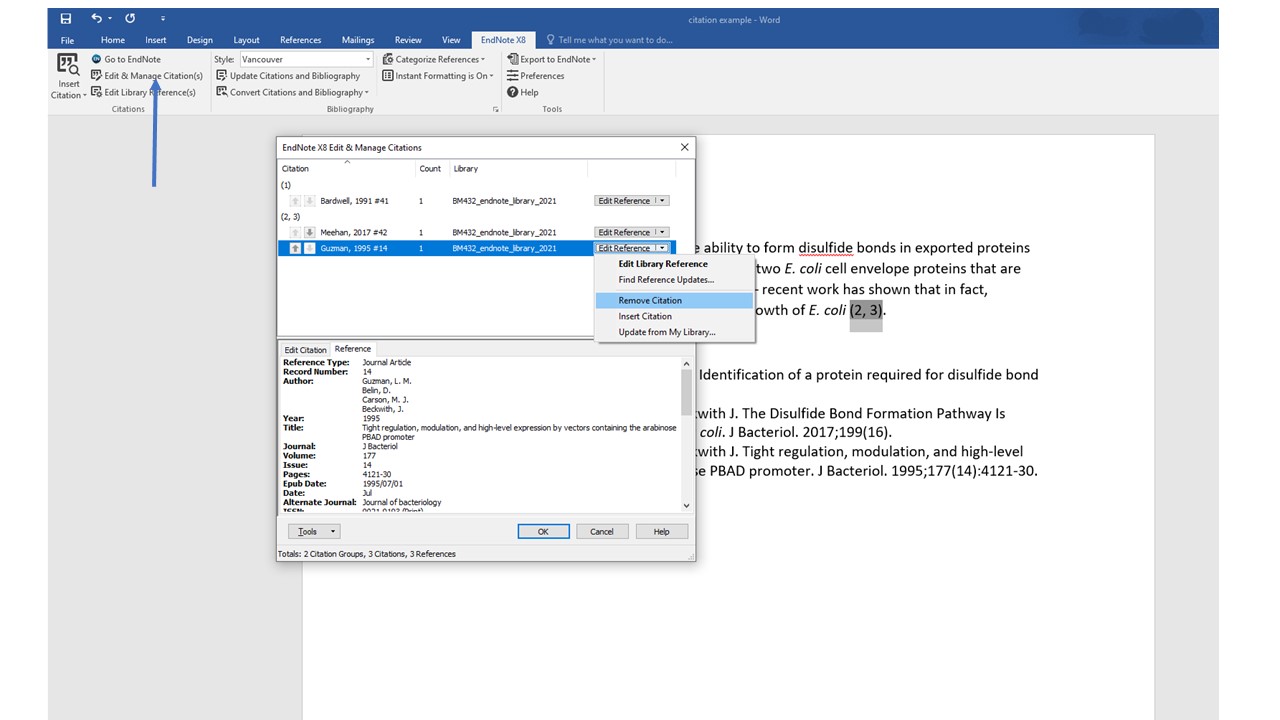 citation example - Word
File Home Insert Design Layout References Mailings Review View EndNote X8 Tell me what you want to do...
Insert Citation
Go to EndNote
Edit & Manage Citation(s)
Edit Library Reference(s)
Citations
Style: Vancouver
Update Citations and Bibliography
Convert Citations and Bibliography
Categorize References
Instant Formatting is On
Bibliography
Export to EndNote
Preferences
Help
Tools
EndNote X8 Edit & Manage Citations
Citation Count Library
(1)
Bardwell, 1991 #41 1 BM432_endnote_library_2021 Edit Reference
(2, 3)
Meehan, 2017 #42 1 BM432_endnote_library_2021 Edit Reference
Guzman, 1995 #14 1 BM432_endnote_library_2021 Edit Reference
Edit Library Reference
Find Reference Updates...
Remove Citation
Insert Citation
Update from My Library...
Edit Citation Reference
Reference Type: Journal Article
Record Number: 14
Author: Guzman, L. M.
Belin, D.
Carson, M. J.
Beckwith, J.
Year: 1995
Title: Tight regulation, modulation, and high-level expression by vectors containing the arabinose
PBAD promoter
Journal: J Bacteriol
Volume: 177
Issue: 14
Pages: 4121-30
Epub Date: 1995/07/01
Date: Jul
Alternate Journal: Journal of bacteriology
ISSN: 0021-9193 (Print)
Tools OK Cancel Help
Totals: 2 Citation Groups, 3 Citations, 3 References
ability to form disulfide bonds in exported proteins
two E. coli cell envelope proteins that are
- recent work has shown that in fact,
of E. coli (2, 3).
Identification of a protein required for disulfide bond
J. The Disulfide Bond Formation Pathway Is
coli. J Bacteriol. 2017;199(16).
J. Tight regulation, modulation, and high-level
PBAD promoter. J Bacteriol. 1995;177(14):4121-30.